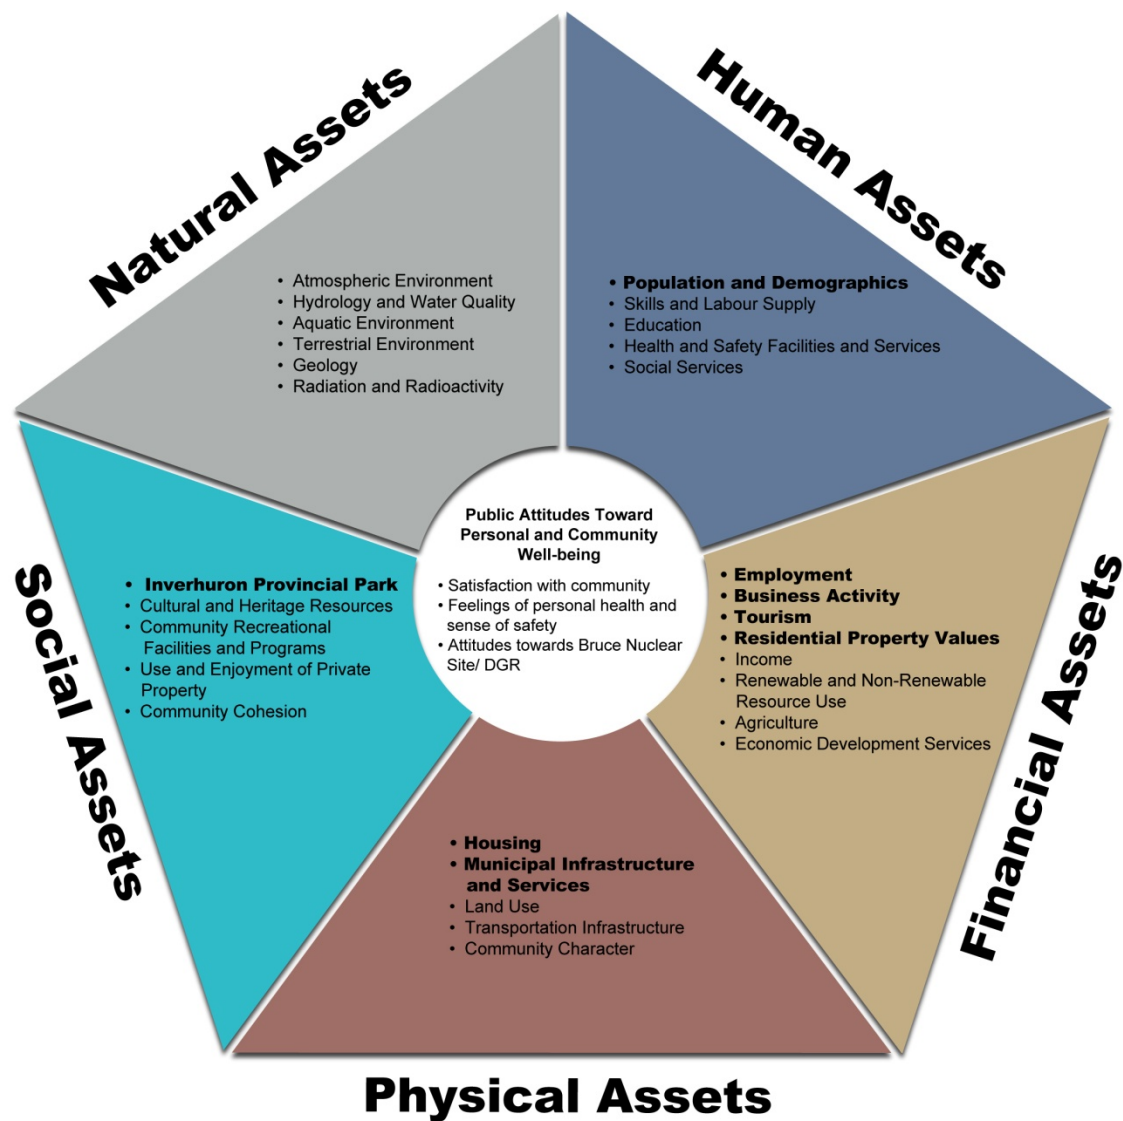 Natural Assets
• Atmospheric Environment
• Hydrology and Water Quality
• Aquatic Environment
• Terrestrial Environment
• Geology
• Radiation and Radioactivity
Human Assets
• Population and Demographics
• Skills and Labour Supply
• Education
• Health and Safety Facilities and Services
• Social Services
Public Attitudes Toward
Personal and Community
Well-being
• Satisfaction with community
• Feelings of personal health and
sense of safety
• Attitudes towards Bruce Nuclear
Site/ DGR
Social Assets
• Inverhuron Provincial Park
• Cultural and Heritage Resources
• Community Recreational
Facilities and Programs
• Use and Enjoyment of Private
Property
• Community Cohesion
Financial Assets
• Employment
• Business Activity
• Tourism
• Residential Property Values
• Income
• Renewable and Non-Renewable
Resource Use
• Agriculture
• Economic Development Services
• Housing
• Municipal Infrastructure
and Services
• Land Use
• Transportation Infrastructure
• Community Character
Physical Assets